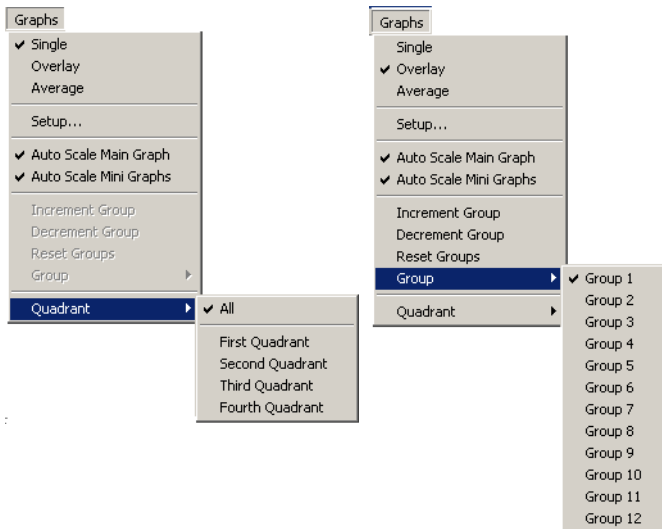 Graphs
Single
Overlay
Average
Setup...
Auto Scale Main Graph
Auto Scale Mini Graphs
Increment Group
Decrement Group
Reset Groups
Group
Quadrant
All
First Quadrant
Second Quadrant
Third Quadrant
Fourth Quadrant
Graphs
Single
Overlay
Average
Setup...
Auto Scale Main Graph
Auto Scale Mini Graphs
Increment Group
Decrement Group
Reset Groups
Group
Quadrant
Group 1
Group 2
Group 3
Group 4
Group 5
Group 6
Group 7
Group 8
Group 9
Group 10
Group 11
Group 12